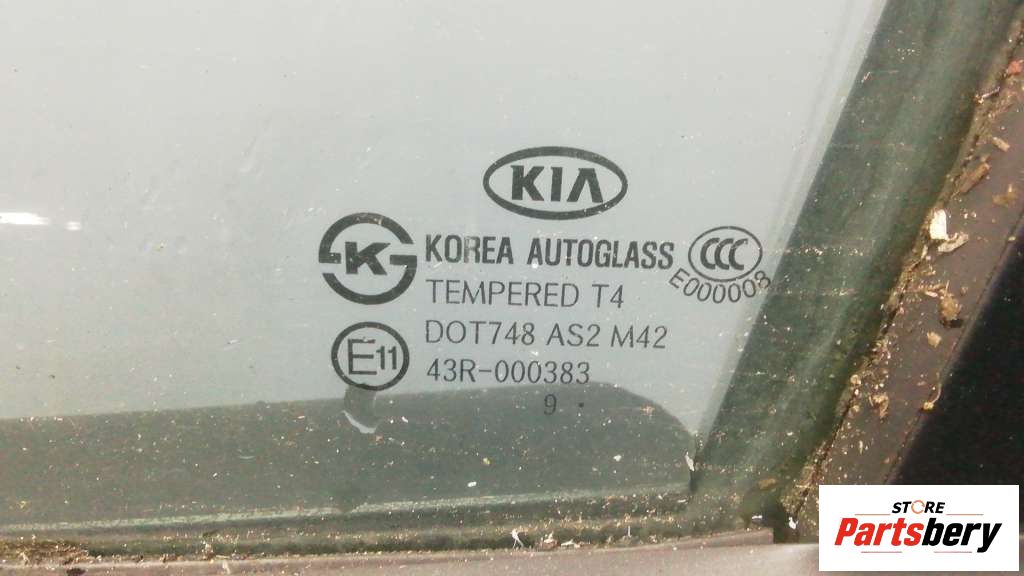 KIA
K
KOREA AUTOGLASS
CCC
E000008
TEMPERED T4
DOT748 AS2 M42
E11
43R-000383
9 .
STORE
Partsbery